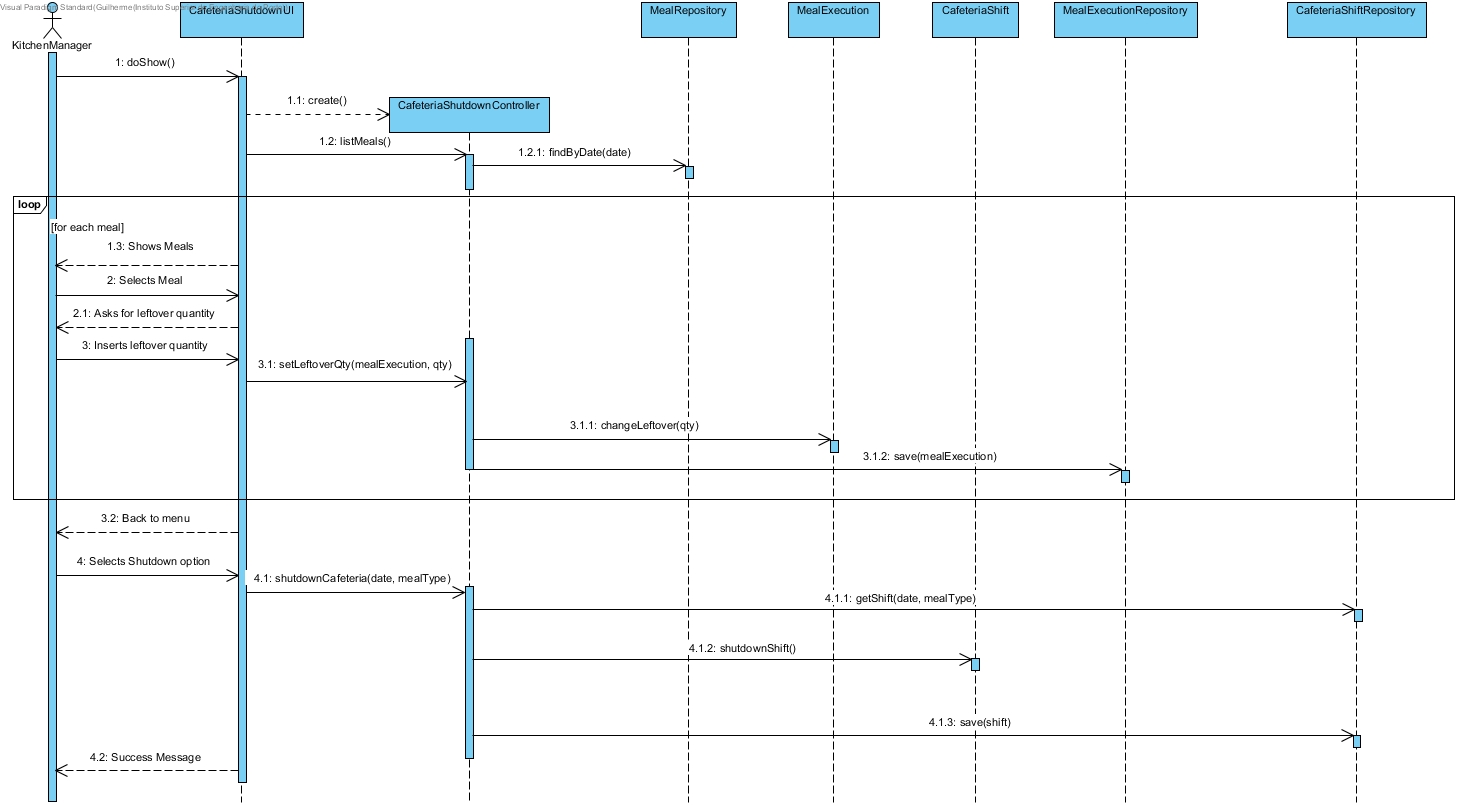 Visual Paradigm Standard(Guilherme(Instituto Super
CafeteriaShutdownUI
MealRepository
MealExecution
CafeteriaShift
MealExecutionRepository
CafeteriaShiftRepository
KitchenManager
1: doShow()
1.1: create()
CafeteriaShutdownController
1.2: listMeals()
1.2.1: findByDate(date)
loop
[for each meal]
1.3: Shows Meals
2: Selects Meal
2.1: Asks for leftover quantity
3: Inserts leftover quantity
3.1: setLeftoverQty(mealExecution, qty)
3.1.1: changeLeftover(qty)
3.1.2: save(mealExecution)
3.2: Back to menu
4: Selects Shutdown option
4.1: shutdownCafeteria(date, mealType)
4.1.1: getShift(date, mealType)
4.1.2: shutdownShift()
4.1.3: save(shift)
4.2: Success Message